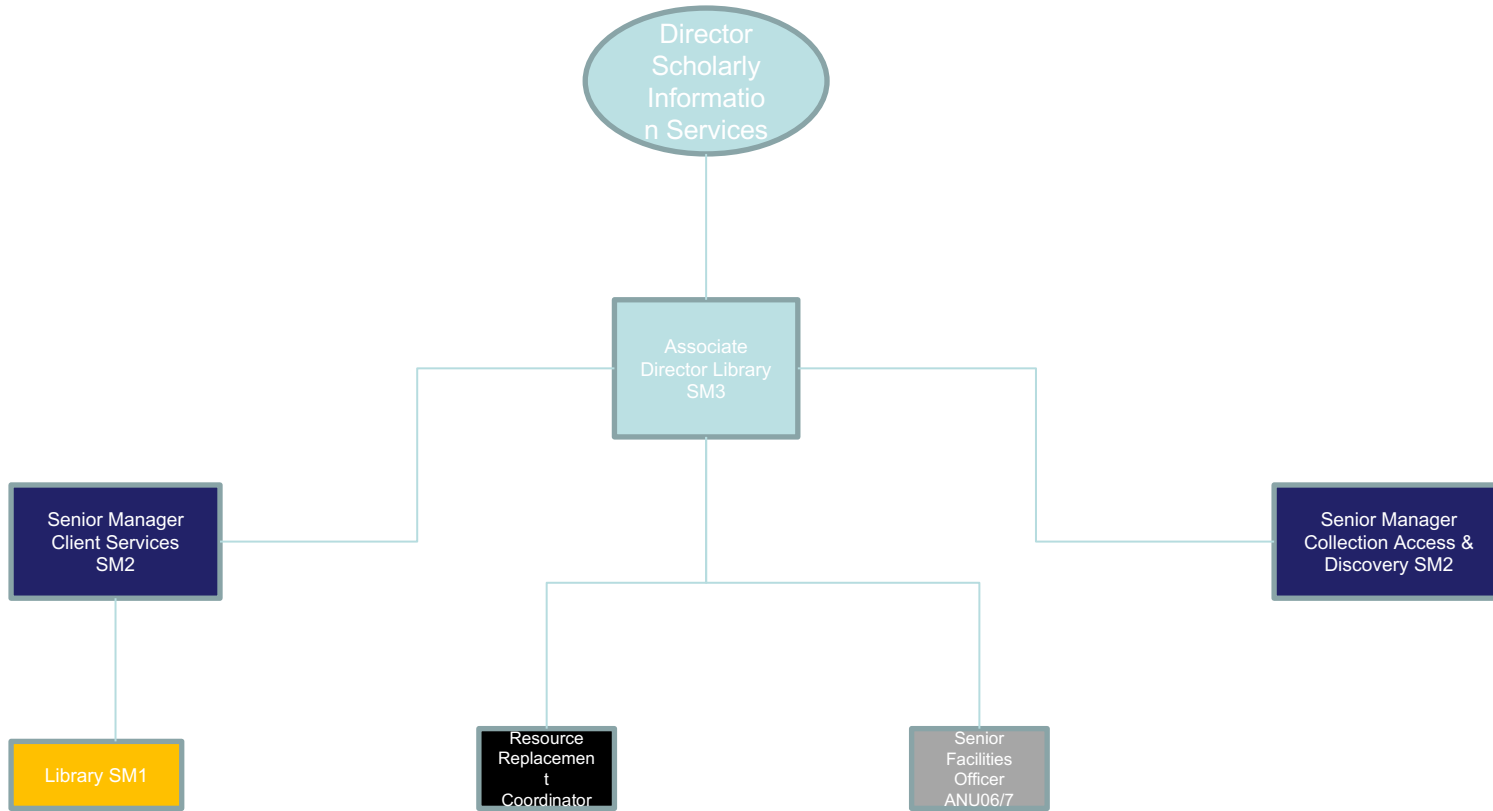 Director
Scholarly
Informatio
n Services
Associate
Director Library
SM3
Senior Manager
Client Services
SM2
Senior Manager
Collection Access &
Discovery SM2
Library SM1
Resource
Replacemen
t
Coordinator
Senior
Facilities
Officer
ANU06/7